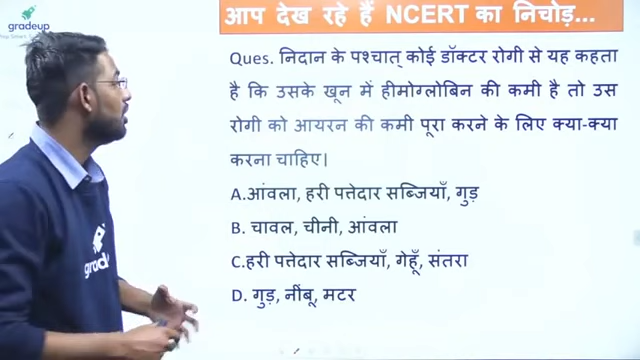 आप देख रहे हैं NCERT का निचोड़...
gradeup
Ques. निदान के पश्चात् कोई डॉक्टर रोगी से यह कहता
है कि उसके खून में हीमोग्लोबिन की कमी है तो उस
रोगी को आयरन की कमी पूरा करने के लिए क्या-क्या
करना चाहिए।
A.आंवला, हरी पत्तेदार सब्जियाँ, गुड़
B. चावल, चीनी, आंवला
C.हरी पत्तेदार सब्जियाँ, गेहूँ, संतरा
D. गुड़, नींबू, मटर